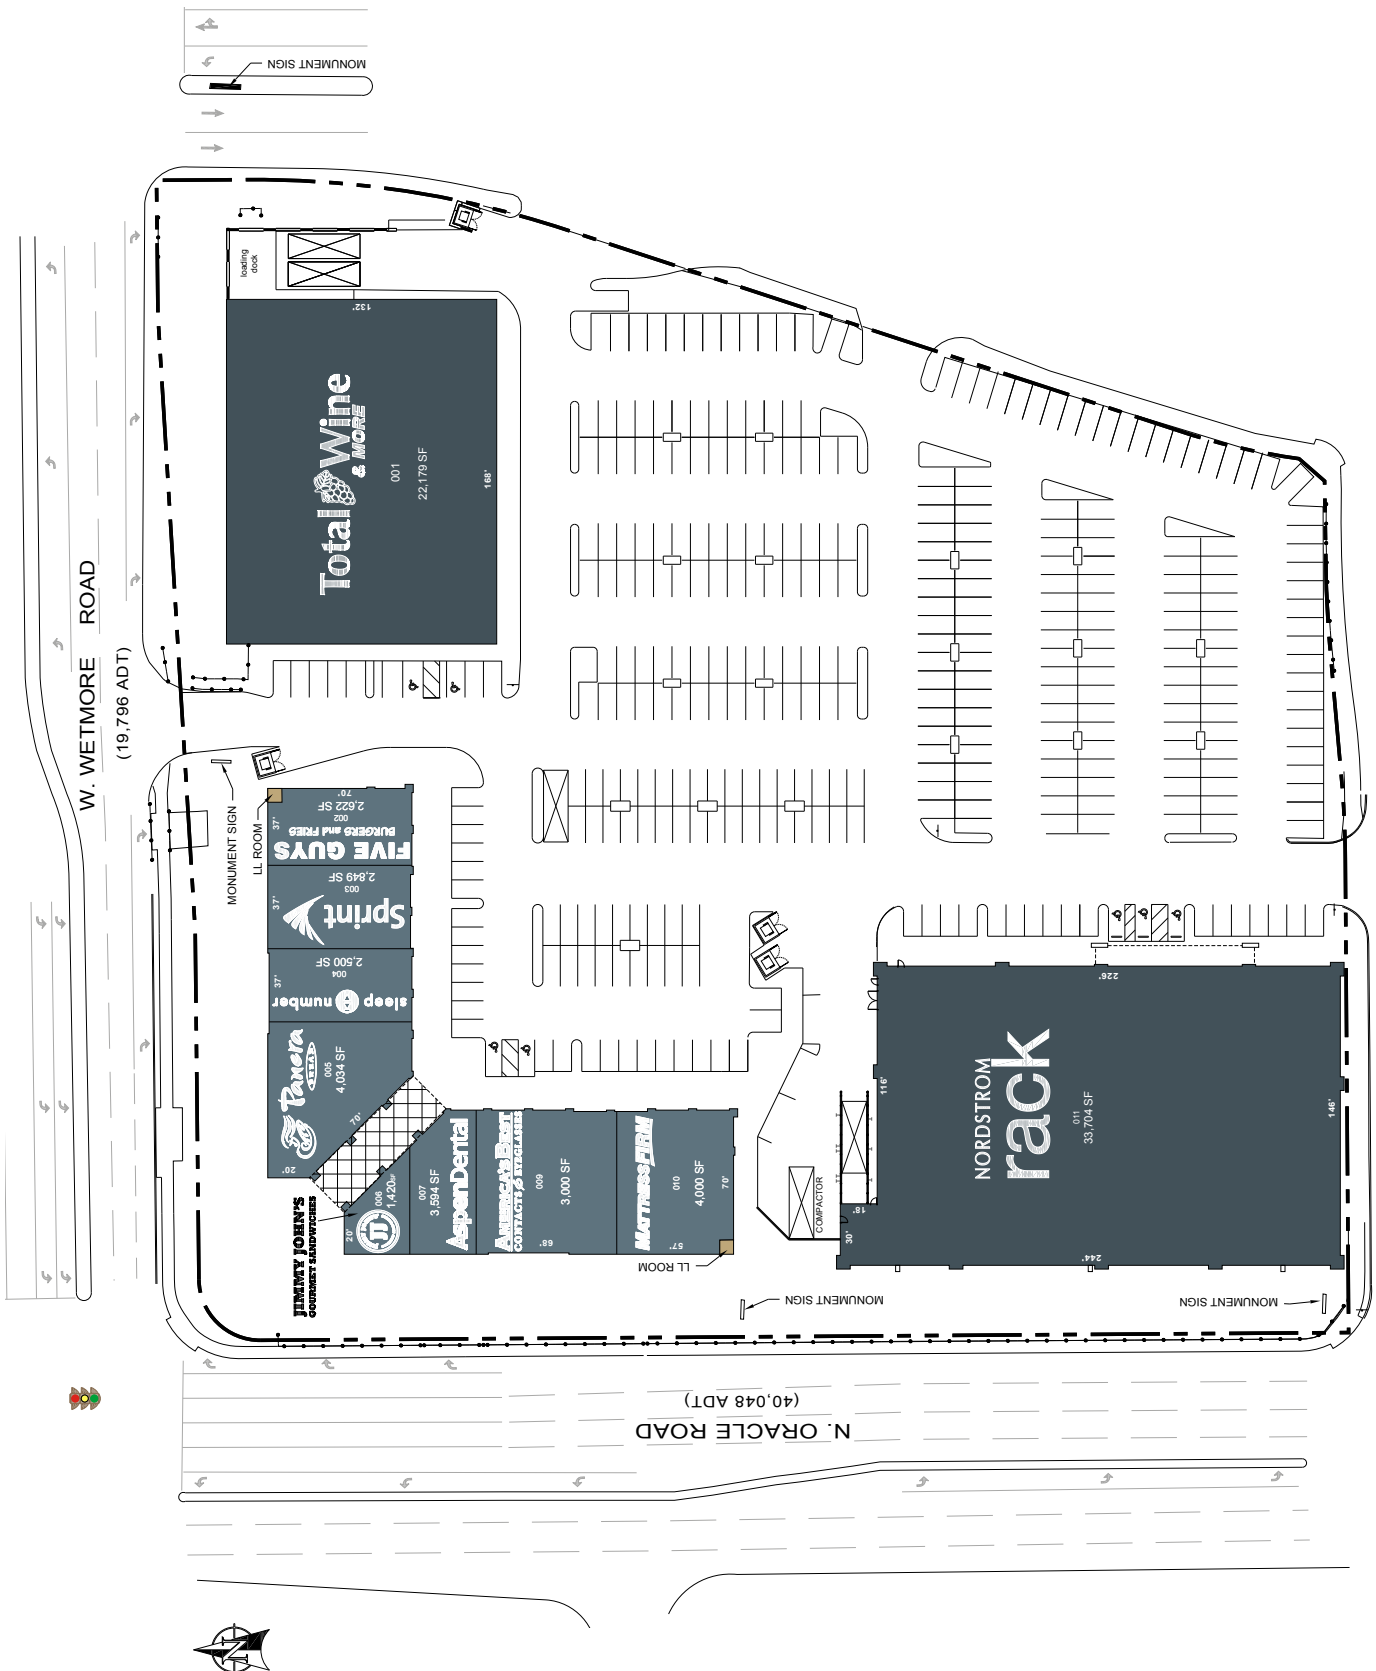 MONUMENT SIGN
loading
dock
132'
Total Wine
& MORE
001
22,179 SF
168'
W. WETMORE ROAD
(19,796 ADT)
MONUMENT SIGN
LL ROOM
70'
37'
2,622 SF
002
BURGERS and FRIES
FIVE GUYS
37'
2,849 SF
003
Sprint
37'
2,500 SF
004
sleep number
Panera
BREAD
005
4,034 SF
70'
20'
JIMMY JOHN'S
GOURMET SANDWICHES
20'
JJ
006
1,420SF
007
3,594 SF
AspenDental
AMERICA'S BEST
CONTACTS & EYEGLASSES
009
3,000 SF
68'
MATTRESS FIRM
010
4,000 SF
70'
57'
LL ROOM
COMPACTOR
18'
30'
116'
226'
NORDSTROM
rack
011
33,704 SF
146'
244'
MONUMENT SIGN
MONUMENT SIGN
(40,048 ADT)
N. ORACLE ROAD
N